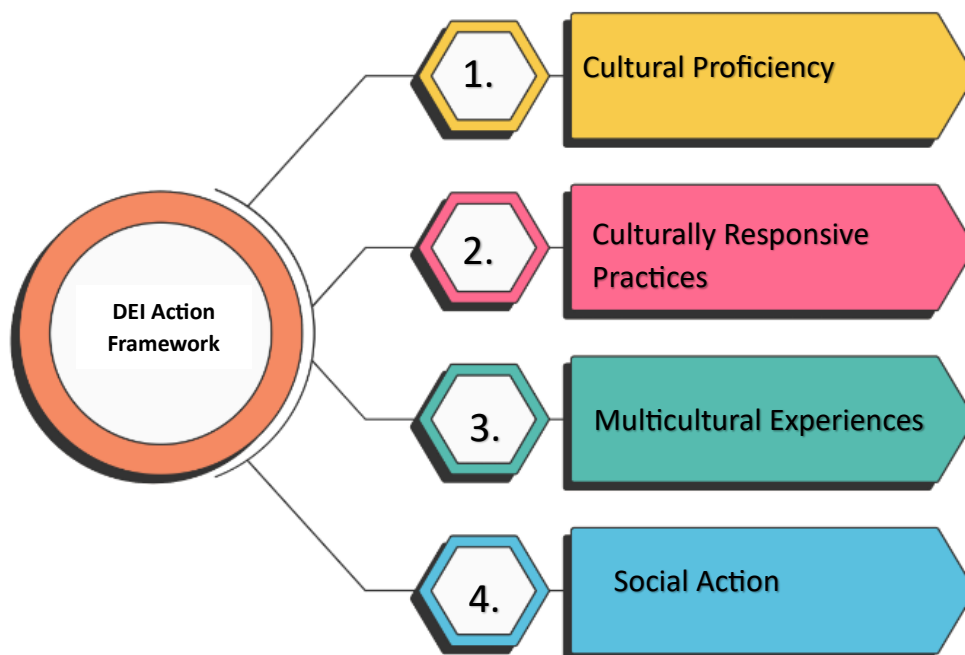 DEI Action
Framework
1.
Cultural Proficiency
2.
Culturally Responsive
Practices
3.
Multicultural Experiences
4.
Social Action